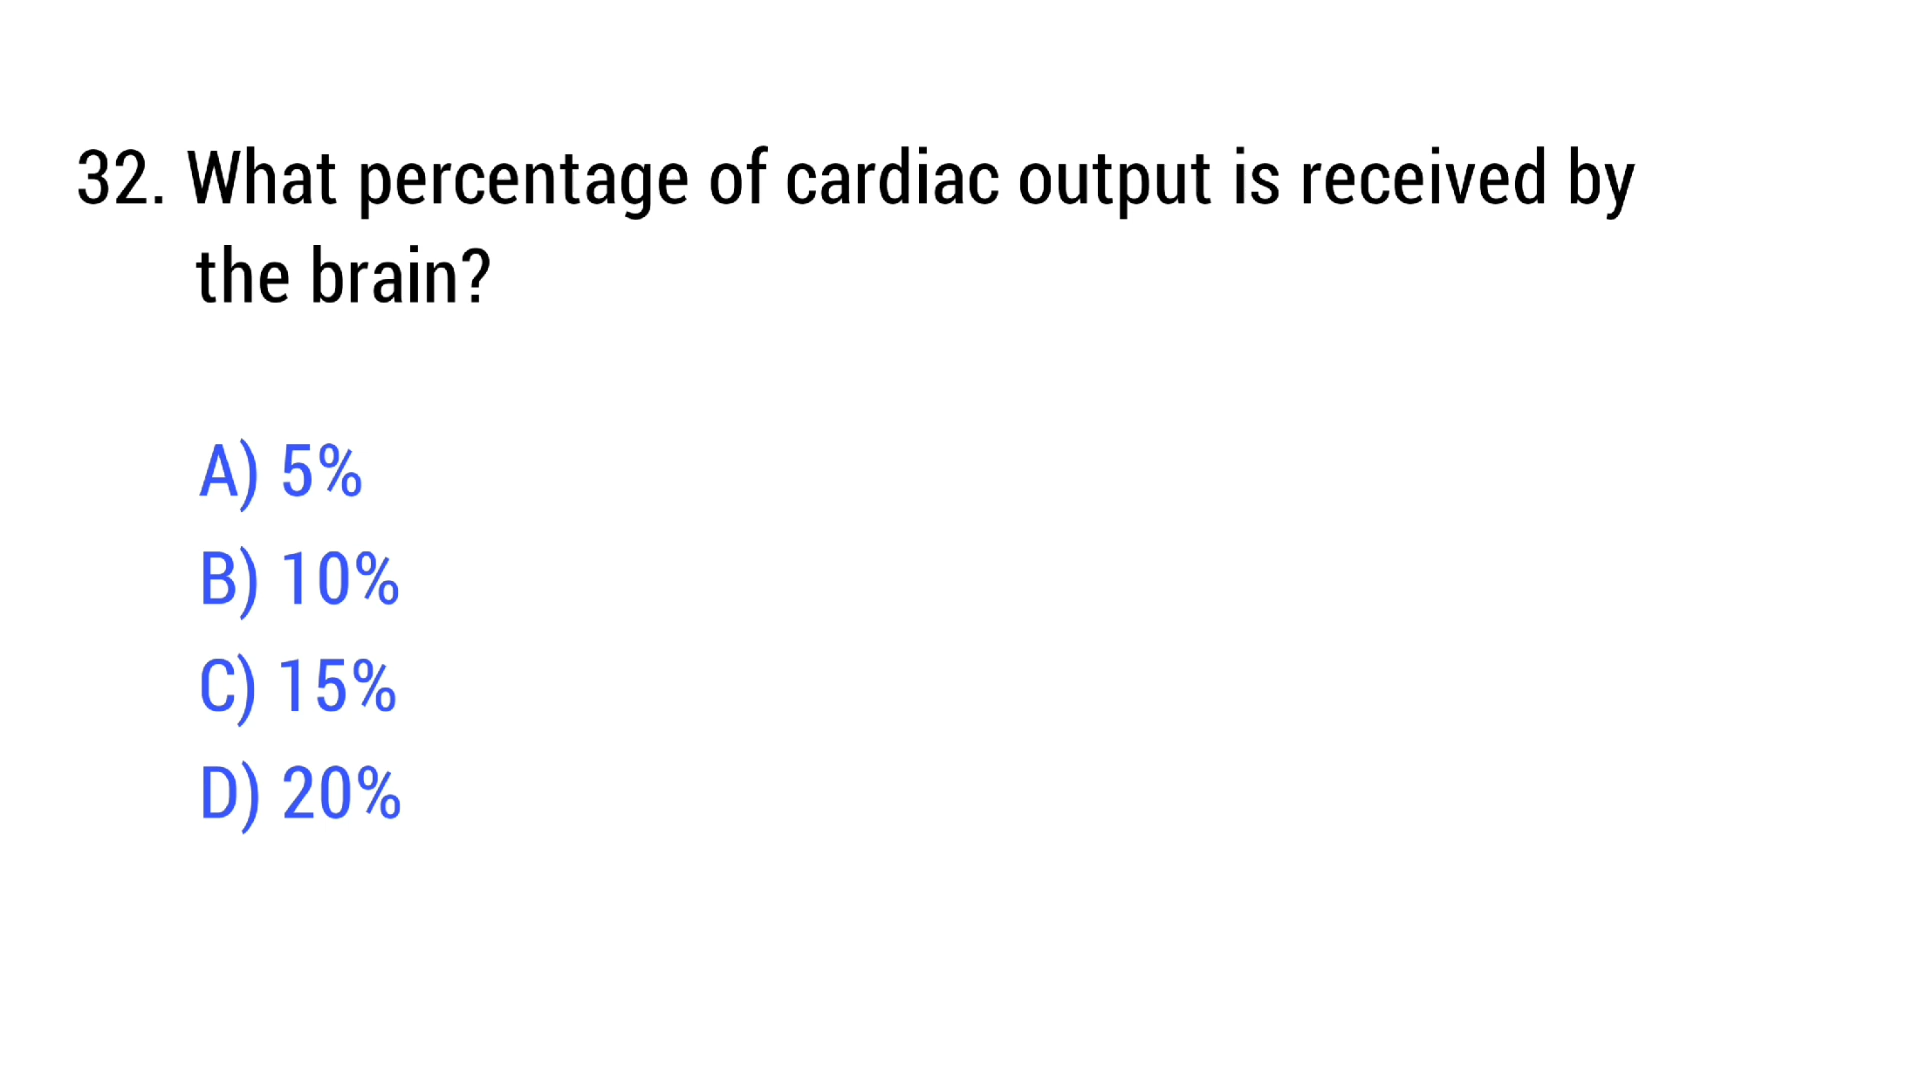 32. What percentage of cardiac output is received by
the brain?
A) 5%
B) 10%
C) 15%
D) 20%